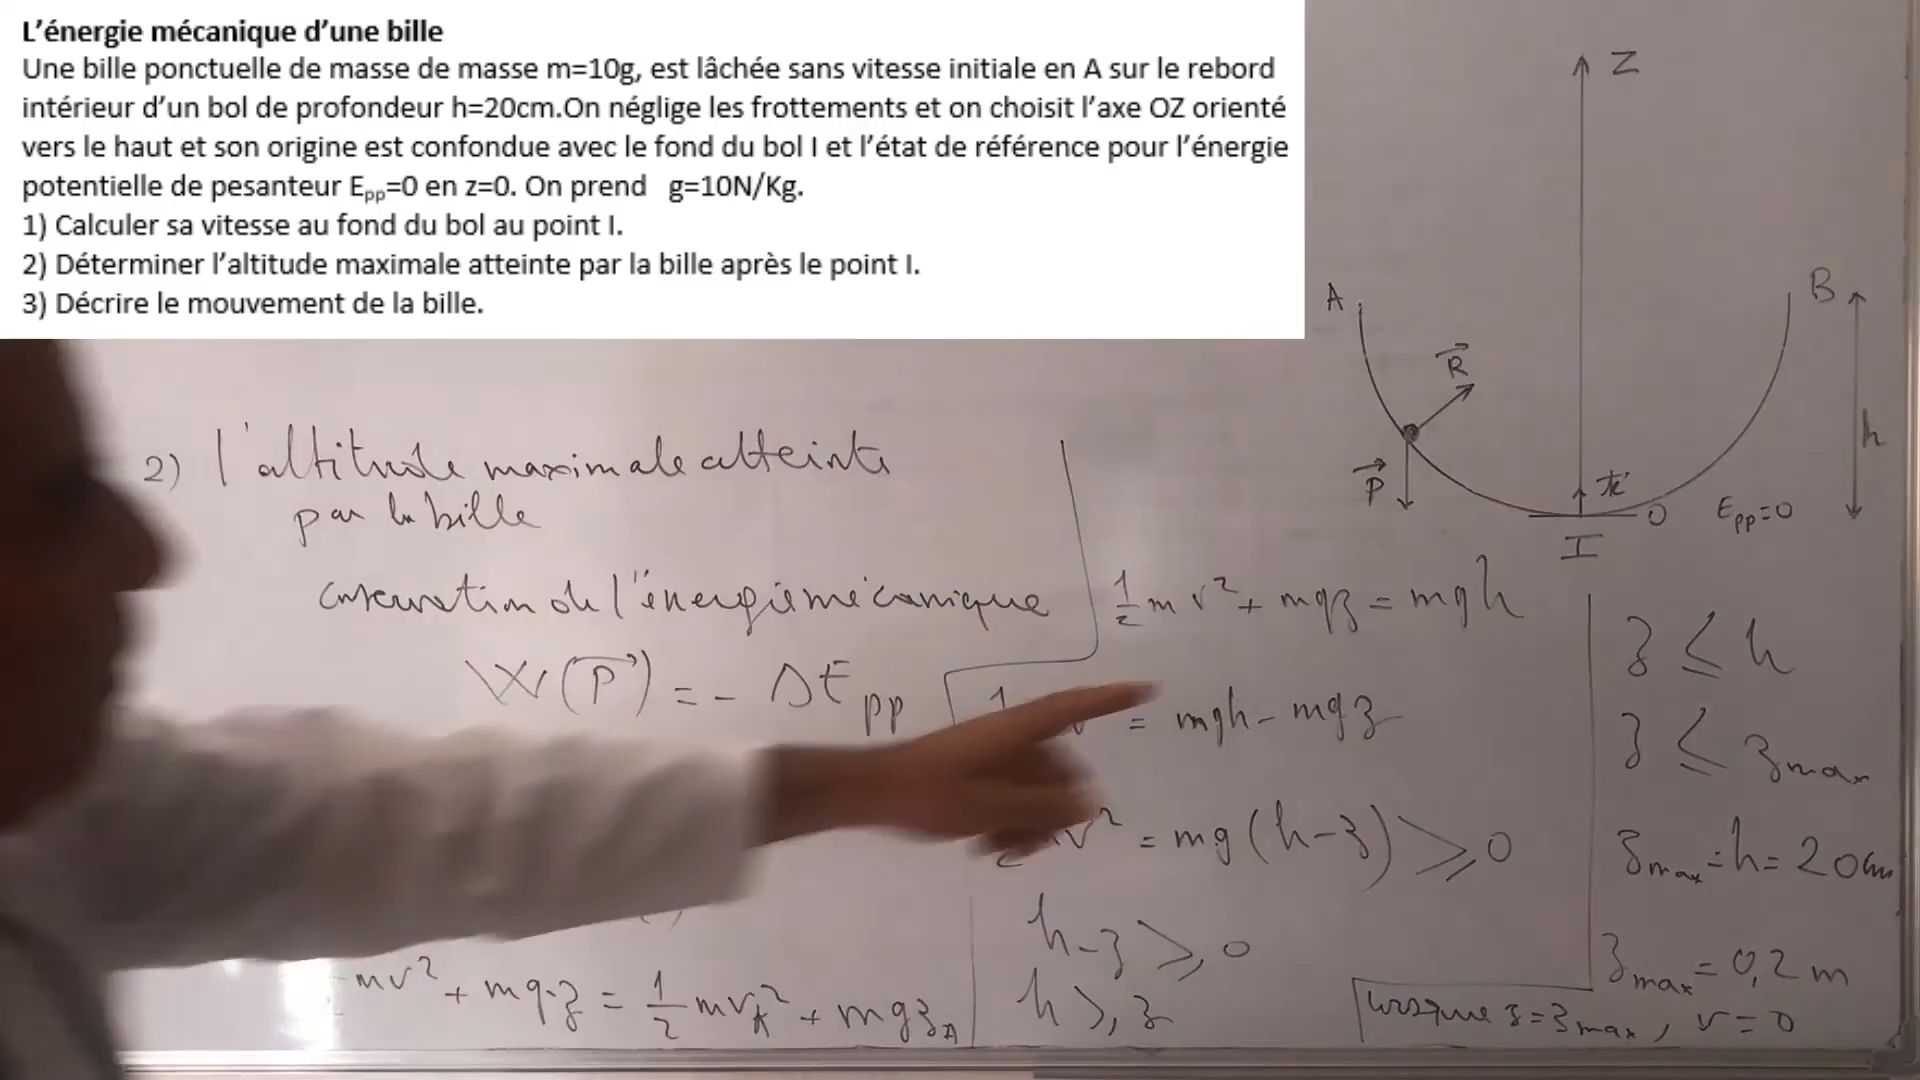 L'énergie mécanique d'une bille
Une bille ponctuelle de masse de masse m=10g, est lâchée sans vitesse initiale en A sur le rebord
intérieur d'un bol de profondeur h=20cm.On néglige les frottements et on choisit l'axe OZ orienté
vers le haut et son origine est confondue avec le fond du bol I et l'état de référence pour l'énergie
potentielle de pesanteur Epp=0 en z=0. On prend g=10N/Kg.
1) Calculer sa vitesse au fond du bol au point I.
2) Déterminer l'altitude maximale atteinte par la bille après le point I.
3) Décrire le mouvement de la bille.
Z
A
B
R
h
P
k
O
Epp=0
I
2) l'altitude maximale atteinte
par la bille
conservation de l'énergie mécanique
W(P) = - ΔEpp
mv² + mg.z = 1/2 mvA² + mgzA
1/2 mv² + mgz = mgh
1 = mgh - mgz
2 v² = mg(h-z) ⩾ 0
h-z ⩾ 0
h ⩾ z
z ≤ h
z ≤ zmax
zmax = h = 20cm
zmax = 0,2 m
lorsque z=zmax, v=0